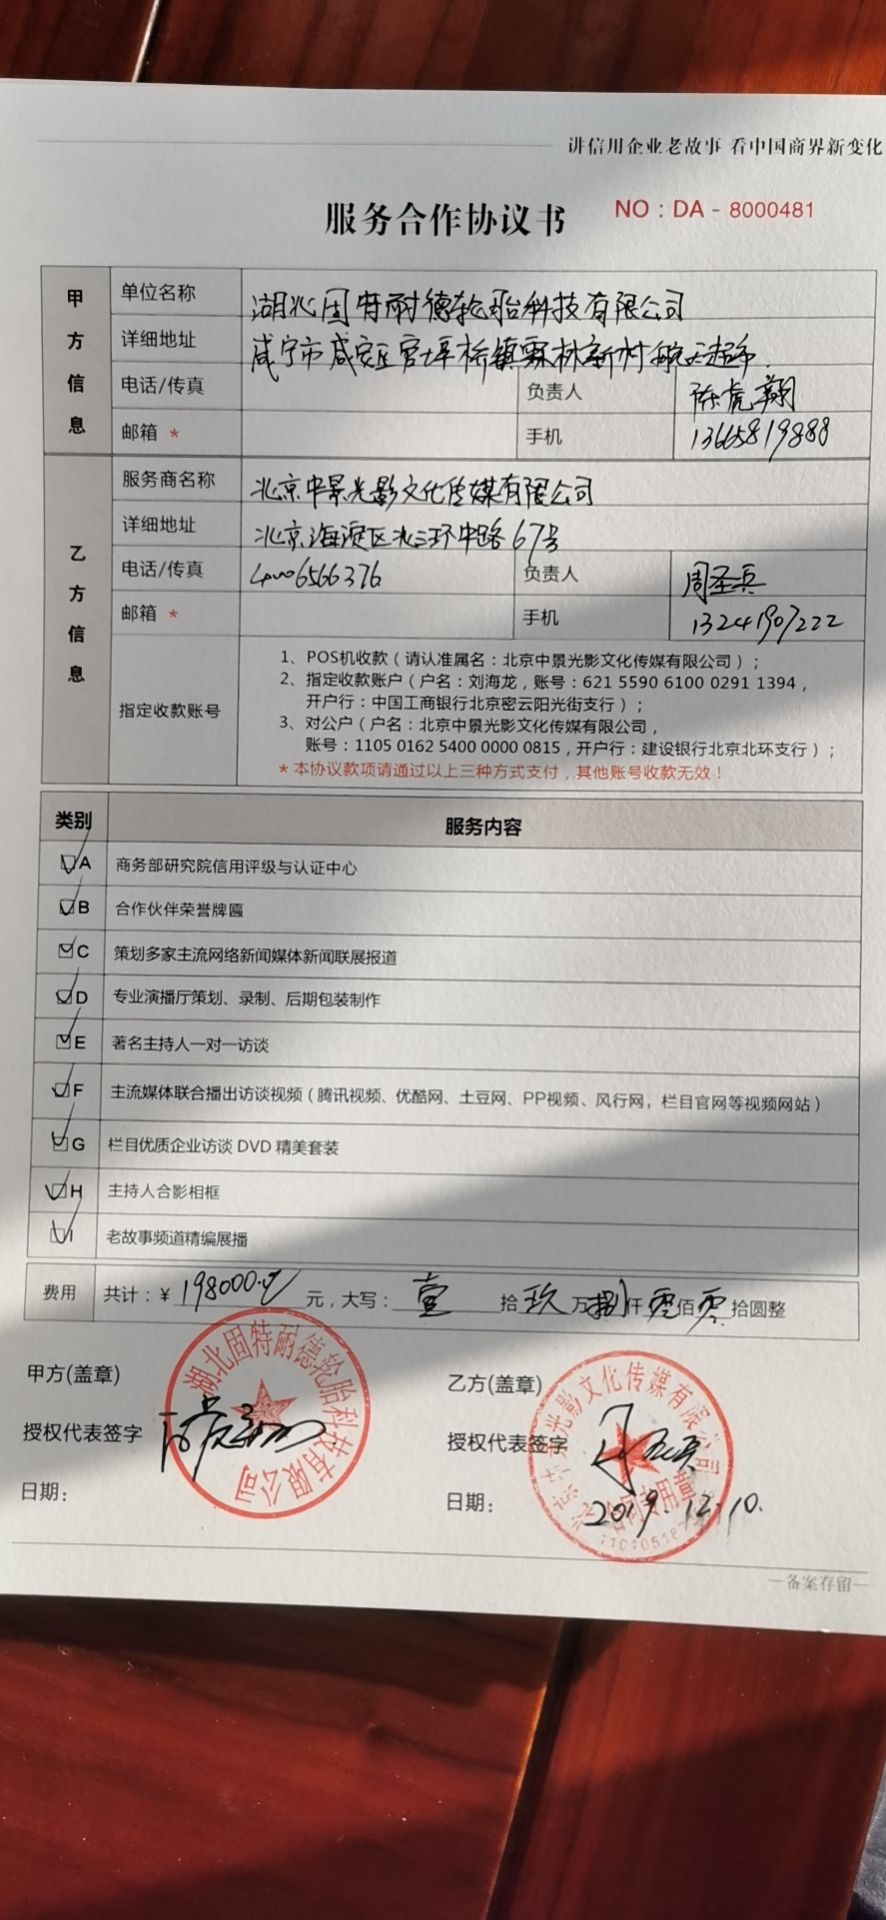 讲信用企业老故事 看中国商界新变化
服务合作协议书
NO：DA - 8000481
甲方信息
单位名称 湖北固特耐德轮胎科技有限公司
详细地址 咸宁市咸安区官埠桥镇霖林新村航天超市
电话/传真 负责人 陈虎翔
邮箱 * 手机 13665819888
乙方信息
服务商名称 北京中景光影文化传媒有限公司
详细地址 北京海淀区北三环中路67号
电话/传真 4006566376 负责人 周圣兵
邮箱 * 手机 13241907222
指定收款账号
1、POS机收款（请认准属名：北京中景光影文化传媒有限公司）；
2、指定收款账户（户名：刘海龙，账号：621 5590 6100 0291 1394，
开户行：中国工商银行北京密云阳光街支行）；
3、对公户（户名：北京中景光影文化传媒有限公司，
账号：1105 0162 5400 0000 0815，开户行：建设银行北京北环支行）；
* 本协议款项请通过以上三种方式支付，其他账号收款无效！
类别 服务内容
A 商务部研究院信用评级与认证中心
B 合作伙伴荣誉牌匾
C 策划多家主流网络新闻媒体新闻联展报道
D 专业演播厅策划、录制、后期包装制作
E 著名主持人一对一访谈
F 主流媒体联合播出访谈视频（腾讯视频、优酷网、土豆网、PP视频、风行网，栏目官网等视频网站）
G 栏目优质企业访谈 DVD 精美套装
H 主持人合影相框
I 老故事频道精编展播
费用 共计：¥ 198000.00 元，大写：壹 拾 玖 万 捌 仟 零 佰 零 拾圆整
甲方(盖章)
湖北固特耐德轮胎科技有限公司
授权代表签字
日期：
乙方(盖章)
北京中景光影文化传媒有限公司
合同专用章
授权代表签字 周圣兵
日期： 2019.12.10.
—备案存留—